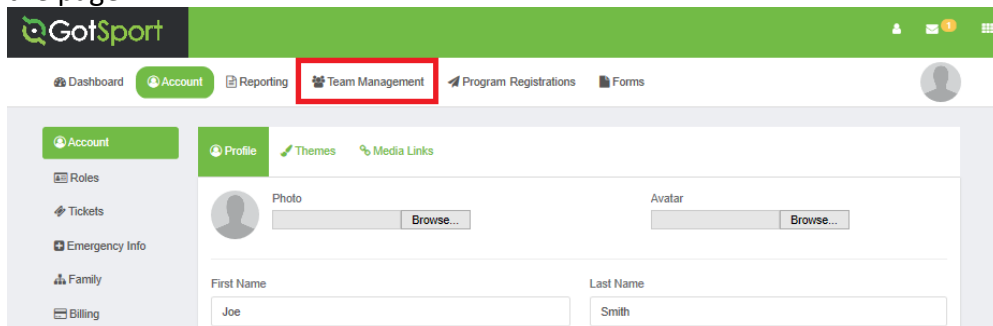 GotSport
1
Dashboard Account Reporting Team Management Program Registrations Forms
Account
Profile Themes Media Links
Roles
Photo Avatar
Tickets
Browse... Browse...
Emergency Info
Family
First Name Last Name
Billing
Joe Smith